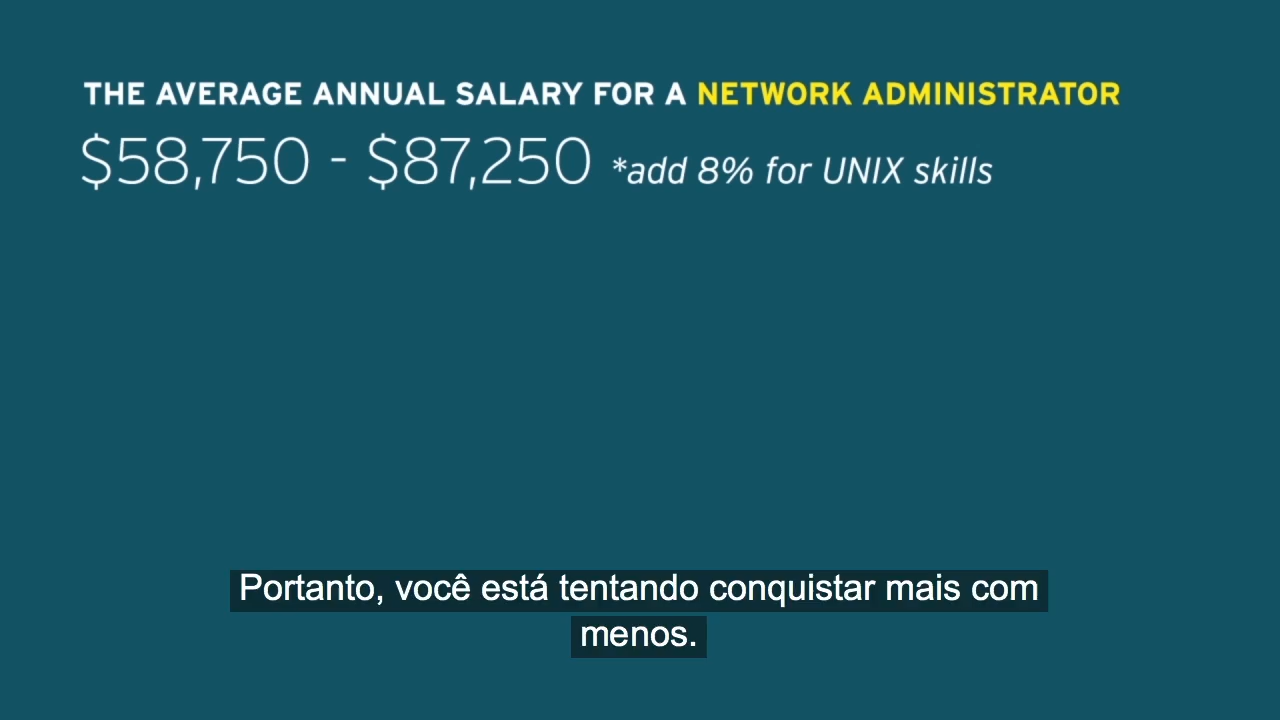 THE AVERAGE ANNUAL SALARY FOR A NETWORK ADMINISTRATOR
$58,750 - $87,250 *add 8% for UNIX skills
Portanto, você está tentando conquistar mais com
menos.